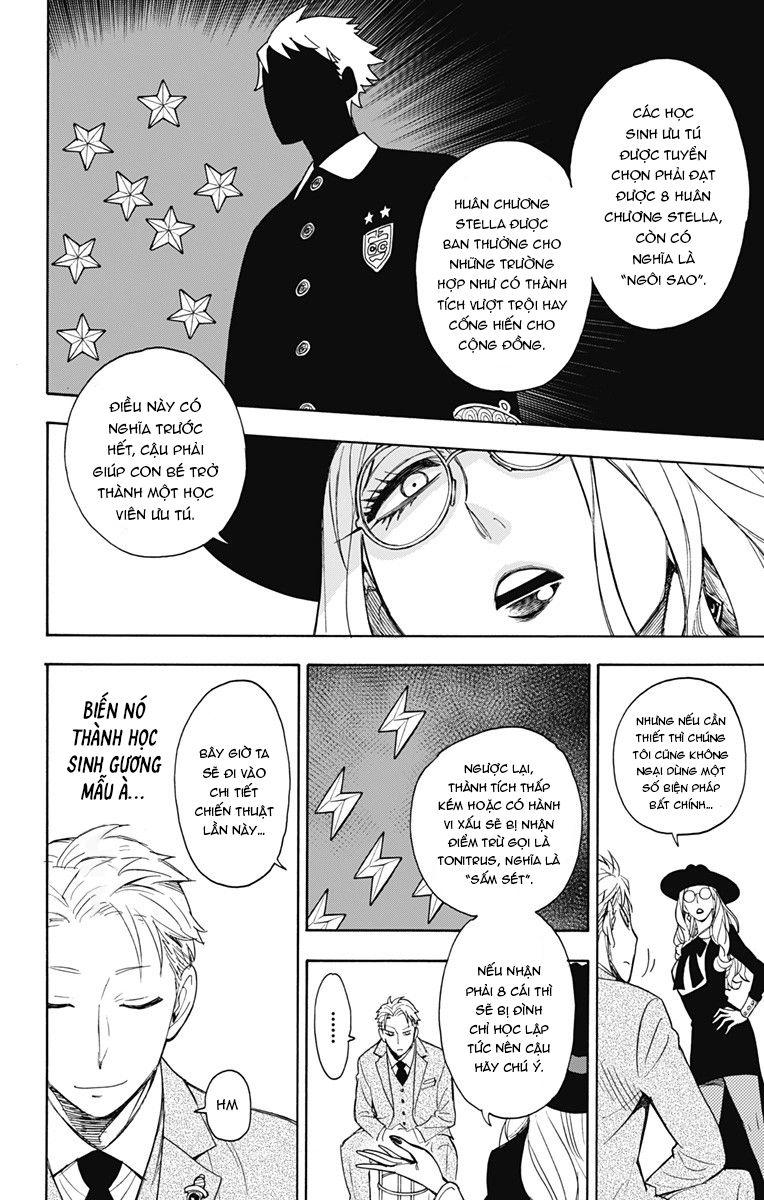 CÁC HỌC
SINH ƯU TÚ
ĐƯỢC TUYỂN
CHỌN PHẢI ĐẠT
ĐƯỢC 8 HUÂN
CHƯƠNG STELLA,
CÒN CÓ
NGHĨA LÀ
“NGÔI SAO”.
HUÂN CHƯƠNG
STELLA ĐƯỢC
BAN THƯỞNG CHO
NHỮNG TRƯỜNG
HỢP NHƯ CÓ THÀNH
TÍCH VƯỢT TRỘI HAY
CỐNG HIẾN CHO
CỘNG ĐỒNG.
ĐIỀU NÀY CÓ
NGHĨA TRƯỚC
HẾT, CẬU PHẢI
GIÚP CON BÉ TRỞ
THÀNH MỘT HỌC
VIÊN ƯU TÚ.
NHƯNG NẾU CẦN
THIẾT THÌ CHÚNG
TÔI CŨNG KHÔNG
NGẠI DÙNG MỘT
SỐ BIỆN PHÁP
BẤT CHÍNH...
NGƯỢC LẠI,
THÀNH TÍCH THẤP
KÉM HOẶC CÓ HÀNH
VI XẤU SẼ BỊ NHẬN
ĐIỂM TRỪ GỌI LÀ
TONITRUS, NGHĨA LÀ
“SẤM SÉT”.
NẾU NHẬN
PHẢI 8 CÁI THÌ
SẼ BỊ ĐÌNH
CHỈ HỌC LẬP
TỨC NÊN CẬU
HÃY CHÚ Ý.
......
BÂY GIỜ TA
SẼ ĐI VÀO
CHI TIẾT
CHIẾN THUẬT
LẦN NÀY...
BIẾN NÓ
THÀNH HỌC
SINH GƯƠNG
MẪU À...
HM